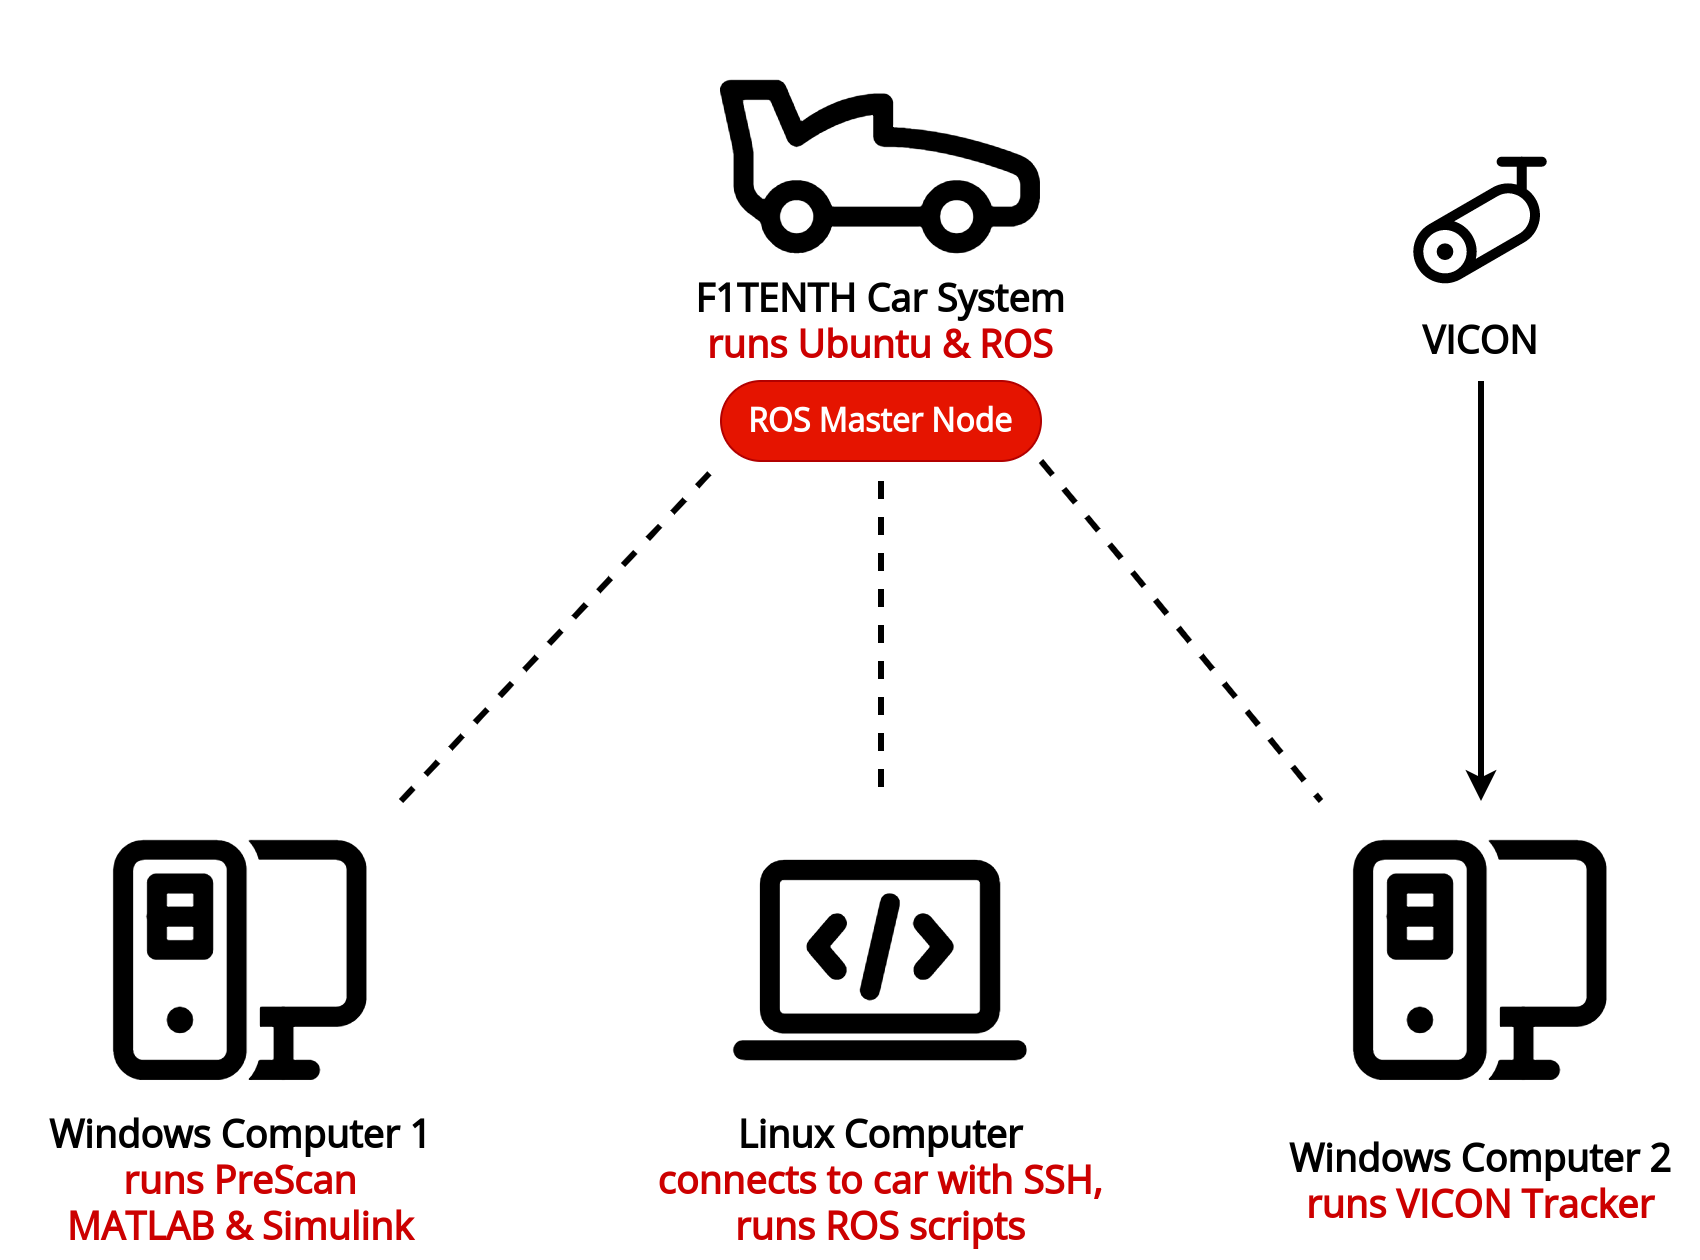 F1TENTH Car System
runs Ubuntu & ROS
ROS Master Node
VICON
Windows Computer 1
runs PreScan
MATLAB & Simulink
Linux Computer
connects to car with SSH,
runs ROS scripts
Windows Computer 2
runs VICON Tracker